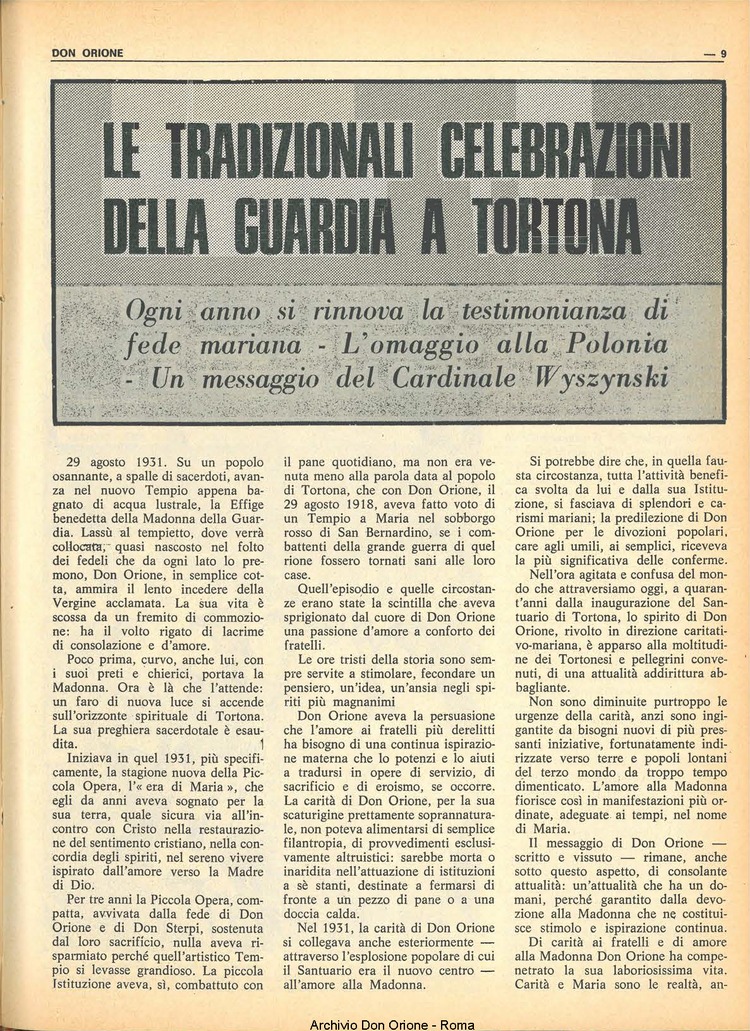 DON ORIONE
— 9
LE TRADIZIONALI CELEBRAZIONI
DELLA GUARDIA A TORTONA
Ogni anno si rinnova la testimonianza di
fede mariana - L'omaggio alla Polonia
- Un messaggio del Cardinale Wyszynski
29 agosto 1931. Su un popolo
osannante, a spalle di sacerdoti, avan-
za nel nuovo Tempio appena ba-
gnato di acqua lustrale, la Effige
benedetta della Madonna della Guar-
dia. Lassù al tempietto, dove verrà
collocata, quasi nascosto nel folto
dei fedeli che da ogni lato lo pre-
mono, Don Orione, in semplice cot-
ta, ammira il lento incedere della
Vergine acclamata. La sua vita è
scossa da un fremito di commozio-
ne: ha il volto rigato di lacrime
di consolazione e d'amore.
Poco prima, curvo, anche lui, con
i suoi preti e chierici, portava la
Madonna. Ora è là che l'attende:
un faro di nuova luce si accende
sull'orizzonte spirituale di Tortona.
La sua preghiera sacerdotale è esau-
dita.
Iniziava in quel 1931, più specifi-
camente, la stagione nuova della Pic-
cola Opera, l'« era di Maria », che
egli da anni aveva sognato per la
sua terra, quale sicura via all'in-
contro con Cristo nella restaurazio-
ne del sentimento cristiano, nella con-
cordia degli spiriti, nel sereno vivere
ispirato dall'amore verso la Madre
di Dio.
Per tre anni la Piccola Opera, com-
patta, avvivata dalla fede di Don
Orione e di Don Sterpi, sostenuta
dal loro sacrificio, nulla aveva ri-
sparmiato perché quell'artistico Tem-
pio si levasse grandioso. La piccola
Istituzione aveva, sì, combattuto con
il pane quotidiano, ma non era ve-
nuta meno alla parola data al popolo
di Tortona, che con Don Orione, il
29 agosto 1918, aveva fatto voto di
un Tempio a Maria nel sobborgo
rosso di San Bernardino, se i com-
battenti della grande guerra di quel
rione fossero tornati sani alle loro
case.
Quell'episodio e quelle circostan-
ze erano state la scintilla che aveva
sprigionato dal cuore di Don Orione
una passione d'amore a conforto dei
fratelli.
Le ore tristi della storia sono sem-
pre servite a stimolare, fecondare un
pensiero, un'idea, un'ansia negli spi-
riti più magnanimi
Don Orione aveva la persuasione
che l'amore ai fratelli più derelitti
ha bisogno di una continua ispirazio-
ne materna che lo potenzi e lo aiuti
a tradursi in opere di servizio, di
sacrificio e di eroismo, se occorre.
La carità di Don Orione, per la sua
scaturigine prettamente soprannatura-
le, non poteva alimentarsi di semplice
filantropia, di provvedimenti esclusi-
vamente altruistici: sarebbe morta o
inaridita nell'attuazione di istituzioni
a sè stanti, destinate a fermarsi di
fronte a un pezzo di pane o a una
doccia calda.
Nel 1931, la carità di Don Orione
si collegava anche esteriormente —
attraverso l'esplosione popolare di cui
il Santuario era il nuovo centro —
all'amore alla Madonna.
Si potrebbe dire che, in quella fau-
sta circostanza, tutta l'attività benefi-
ca svolta da lui e dalla sua Istitu-
zione, si fasciava di splendori e ca-
rismi mariani; la predilezione di Don
Orione per le divozioni popolari,
care agli umili, ai semplici, riceveva
la più significativa delle conferme.
Nell'ora agitata e confusa del mon-
do che attraversiamo oggi, a quaran-
t'anni dalla inaugurazione del San-
tuario di Tortona, lo spirito di Don
Orione, rivolto in direzione caritati-
vo-mariana, è apparso alla moltitudi-
ne dei Tortonesi e pellegrini conve-
nuti, di una attualità addirittura ab-
bagliante.
Non sono diminuite purtroppo le
urgenze della carità, anzi sono ingi-
gantite da bisogni nuovi di più pres-
santi iniziative, fortunatamente indi-
rizzate verso terre e popoli lontani
del terzo mondo da troppo tempo
dimenticato. L'amore alla Madonna
fiorisce così in manifestazioni più or-
dinate, adeguate ai tempi, nel nome
di Maria.
Il messaggio di Don Orione —
scritto e vissuto — rimane, anche
sotto questo aspetto, di consolante
attualità: un'attualità che ha un do-
mani, perché garantito dalla devo-
zione alla Madonna che ne costitui-
sce stimolo e ispirazione continua.
Di carità ai fratelli e di amore
alla Madonna Don Orione ha compe-
netrato la sua laboriosissima vita.
Carità e Maria sono le realtà, an-
Archivio Don Orione - Roma